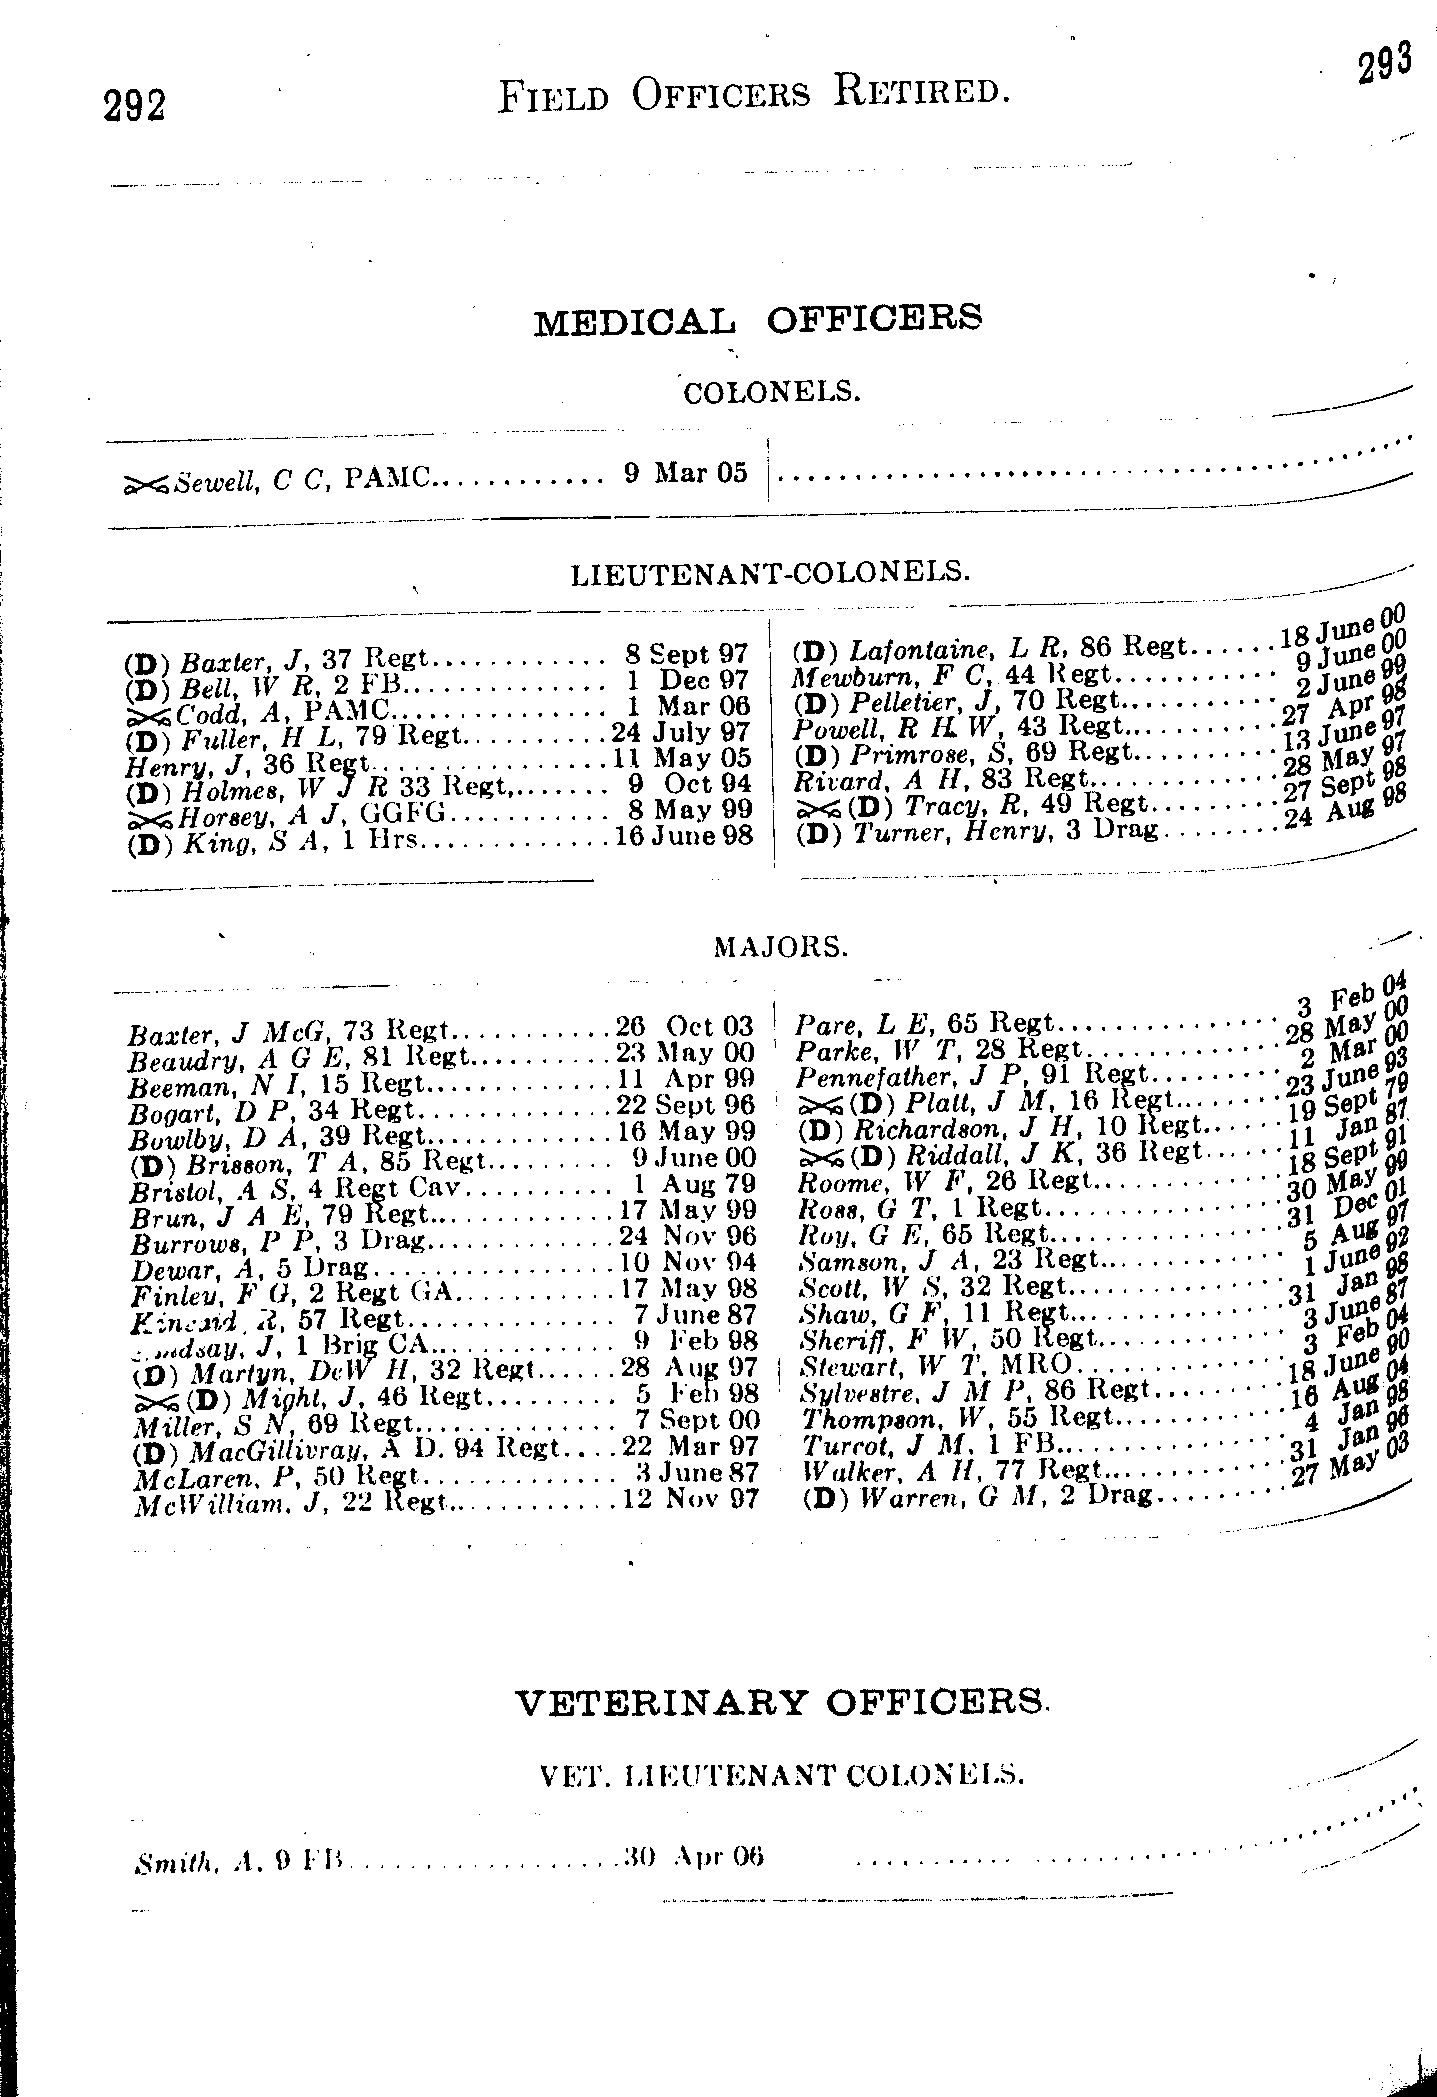 292
FIELD OFFICERS RETIRED.
293
MEDICAL OFFICERS
COLONELS.
Sewell, C C, PAMC............ 9 Mar 05
LIEUTENANT-COLONELS.
(D) Baxter, J, 37 Regt............ 8 Sept 97
(D) Bell, W R, 2 FB............ 1 Dec 97
Codd, A, PAMC............ 1 Mar 06
(D) Fuller, H L, 79 Regt............24 July 97
Henry, J, 36 Regt............11 May 05
(D) Holmes, W J R 33 Regt,....... 9 Oct 94
Horsey, A J, GGFG............ 8 May 99
(D) King, S A, 1 Hrs............16 June 98
(D) Lafontaine, L R, 86 Regt......18 June 00
Mewburn, F C, 44 Regt........... 9 June 00
(D) Pelletier, J, 70 Regt........... 2 June 99
Powell, R H W, 43 Regt...........27 Apr 98
(D) Primrose, S, 69 Regt..........13 June 97
Rivard, A H, 83 Regt............28 May 97
(D) Tracy, R, 49 Regt.........27 Sept 98
(D) Turner, Henry, 3 Drag........24 Aug 98
MAJORS.
Baxter, J McG, 73 Regt...........26 Oct 03
Beaudry, A G E, 81 Regt..........23 May 00
Beeman, N I, 15 Regt............11 Apr 99
Bogart, D P, 34 Regt............22 Sept 96
Bowlby, D A, 39 Regt............16 May 99
(D) Brisson, T A, 85 Regt......... 9 June 00
Bristol, A S, 4 Regt Cav.......... 1 Aug 79
Brun, J A E, 79 Regt............17 May 99
Burrows, P P, 3 Drag............24 Nov 96
Dewar, A, 5 Drag...............10 Nov 94
Finley, F G, 2 Regt GA..........17 May 98
Kincaid, R, 57 Regt............. 7 June 87
Lindsay, J, 1 Brig CA............ 9 Feb 98
(D) Martyn, DeW H, 32 Regt......28 Aug 97
(D) Might, J, 46 Regt......... 5 Feb 98
Miller, S N, 69 Regt............. 7 Sept 00
(D) MacGillivray, A D. 94 Regt....22 Mar 97
McLaren, P, 50 Regt............ 3 June 87
McWilliam, J, 22 Regt...........12 Nov 97
Pare, L E, 65 Regt.............. 3 Feb 04
Parke, W T, 28 Regt.............28 May 00
Pennefather, J P, 91 Regt......... 2 Mar 00
(D) Platt, J M, 16 Regt.......23 June 93
(D) Richardson, J H, 10 Regt......19 Sept 79
(D) Riddall, J K, 36 Regt......11 Jan 87
Roome, W F, 26 Regt............18 Sept 91
Ross, G T, 1 Regt...............30 May 99
Roy, G E, 65 Regt...............31 Dec 01
Samson, J A, 23 Regt............ 5 Aug 97
Scott, W S, 32 Regt.............. 1 June 92
Shaw, G F, 11 Regt..............31 Jan 98
Sheriff, F W, 50 Regt............ 3 June 87
Stewart, W T, MRO............. 3 Feb 04
Sylvestre, J M P, 86 Regt........18 June 90
Thompson, W, 55 Regt...........16 Aug 04
Turcot, J M, 1 FB............... 4 Jan 98
Walker, A H, 77 Regt............31 Jan 96
(D) Warren, G M, 2 Drag.........27 May 03
VETERINARY OFFICERS.
VET. LIEUTENANT COLONELS.
Smith, A, 9 FB.................30 Apr 06